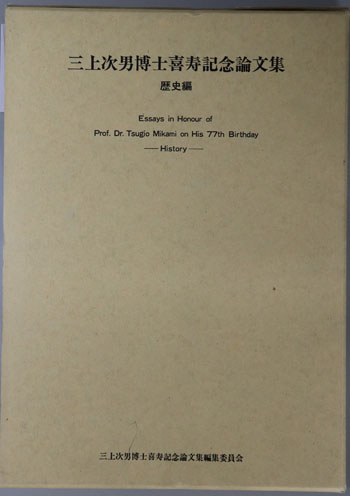 三上次男博士喜寿記念論文集
歴史編
Essays in Honour of
Prof. Dr. Tsugio Mikami on His 77th Birthday
—History—
三上次男博士喜寿記念論文集編集委員会